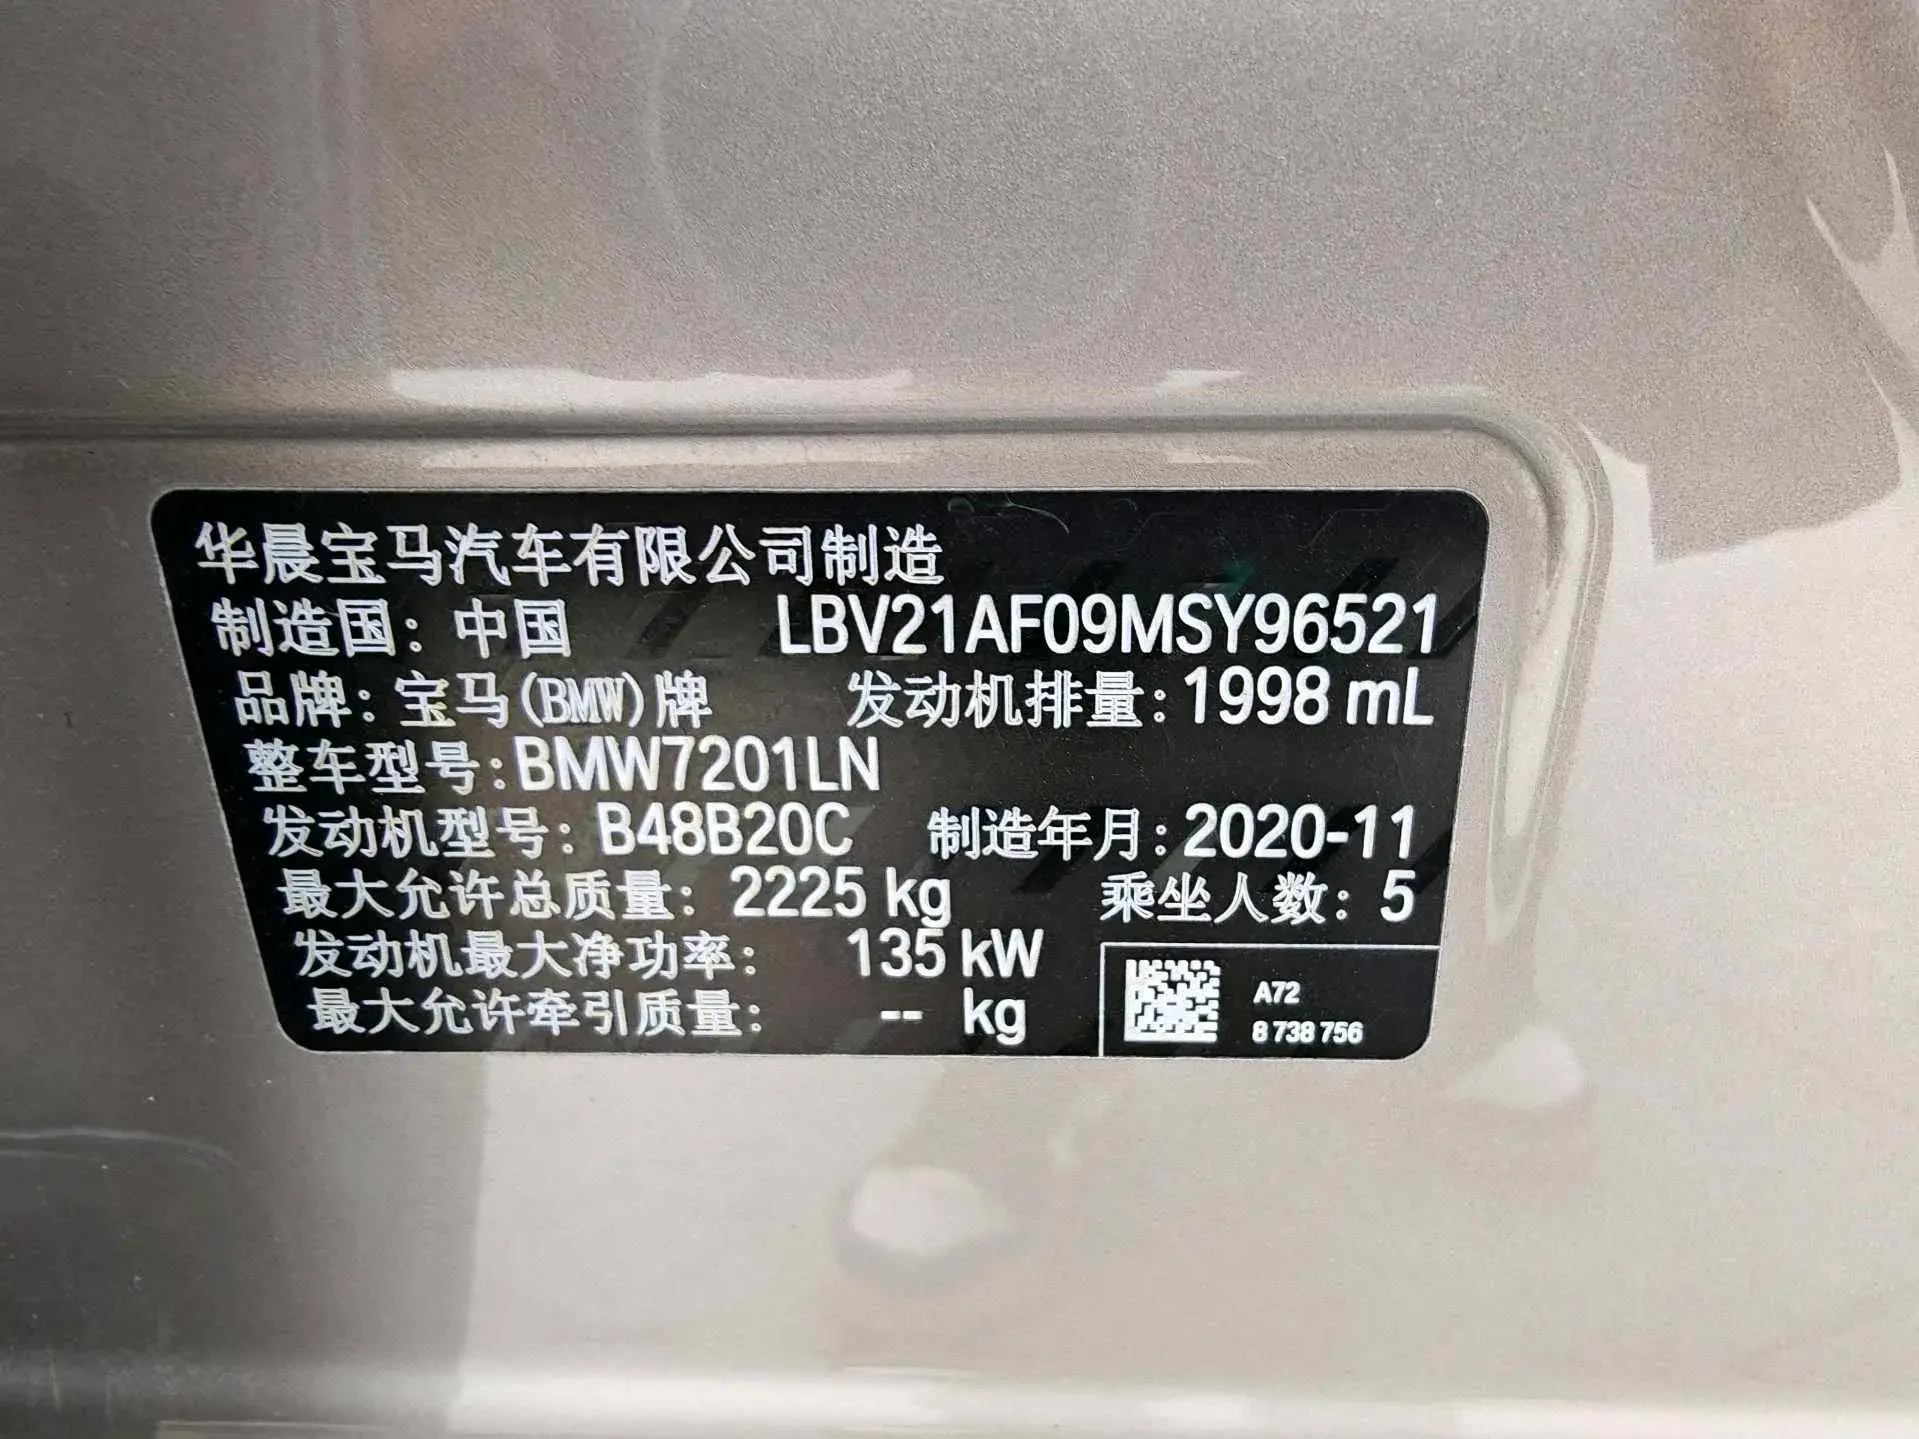 华晨宝马汽车有限公司制造
制造国：中国 LBV21AF09MSY96521
品牌：宝马(BMW)牌 发动机排量：1998 mL
整车型号：BMW7201LN
发动机型号：B48B20C 制造年月：2020-11
最大允许总质量：2225 kg 乘坐人数：5
发动机最大净功率： 135 kW
最大允许牵引质量： -- kg
A72
8 738 756